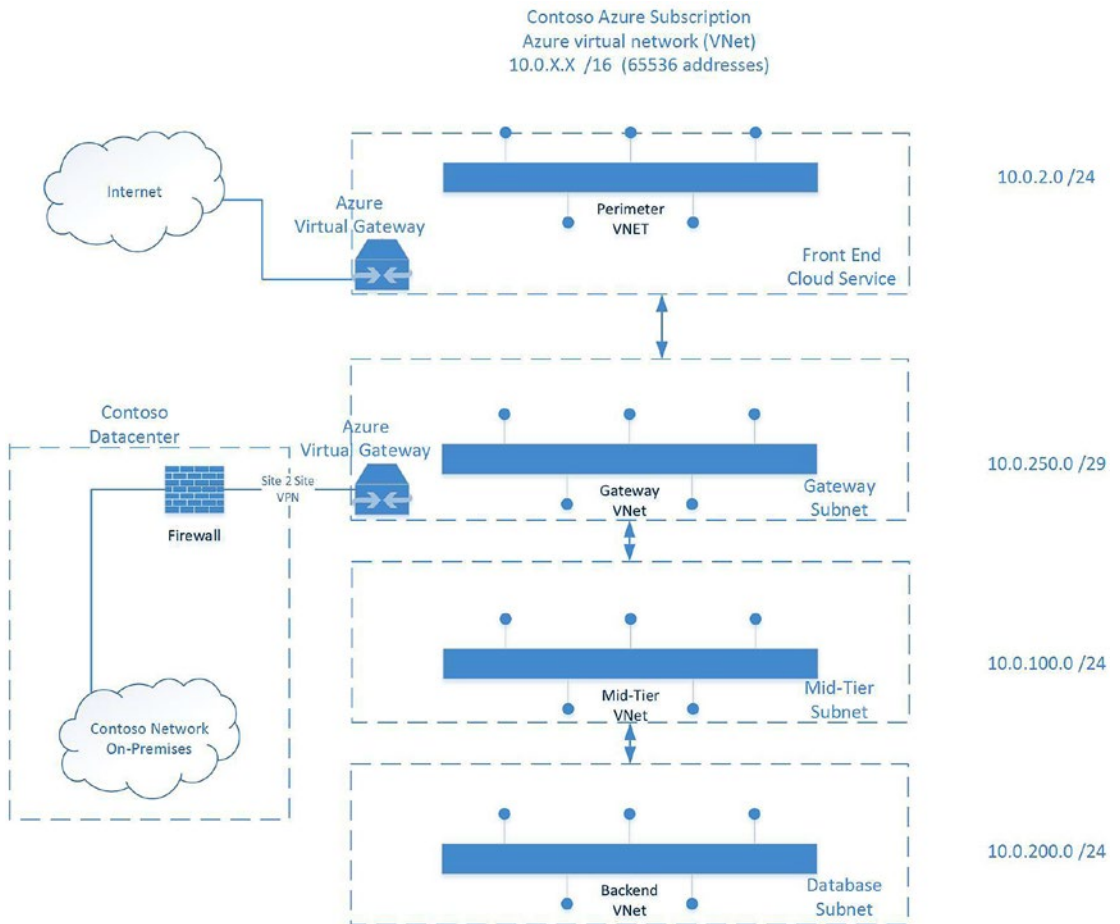 Contoso Azure Subscription
Azure virtual network (VNet)
10.0.X.X /16 (65536 addresses)
Internet
Azure
Virtual Gateway
Perimeter
VNET
Front End
Cloud Service
10.0.2.0 /24
Contoso
Datacenter
Firewall
Site 2 Site
VPN
Azure
Virtual Gateway
Gateway
VNet
Gateway
Subnet
10.0.250.0 /29
Contoso Network
On-Premises
Mid-Tier
VNet
Mid-Tier
Subnet
10.0.100.0 /24
Backend
VNet
Database
Subnet
10.0.200.0 /24